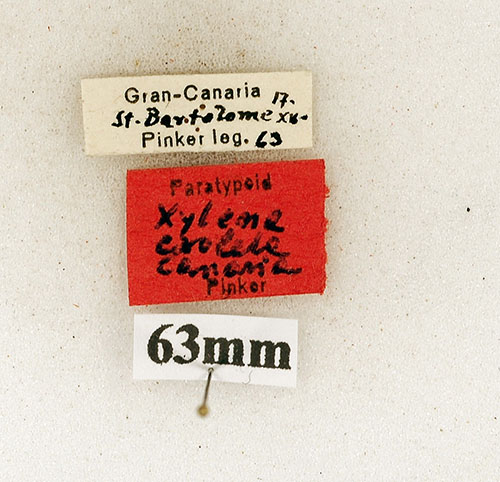 Gran-Canaria 17.
St. Bartolome XII-
Pinker leg. 63
Paratypoid
Xylena
exoleta
canaria
Pinker
63mm